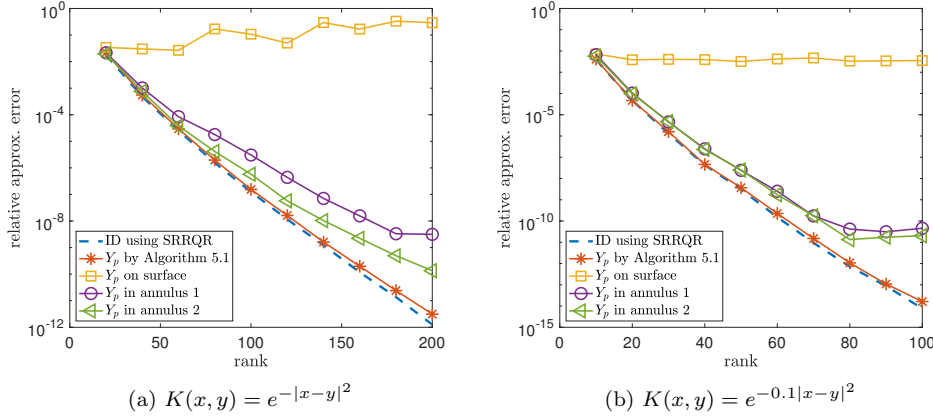 10^0
10^-4
10^-8
10^-12
relative approx. error
ID using SRRQR
Y_p by Algorithm 5.1
Y_p on surface
Y_p in annulus 1
Y_p in annulus 2
0 50 100 150 200
rank
(a) K(x, y) = e^{-|x-y|^2}
10^0
10^-5
10^-10
10^-15
relative approx. error
ID using SRRQR
Y_p by Algorithm 5.1
Y_p on surface
Y_p in annulus 1
Y_p in annulus 2
0 20 40 60 80 100
rank
(b) K(x, y) = e^{-0.1|x-y|^2}